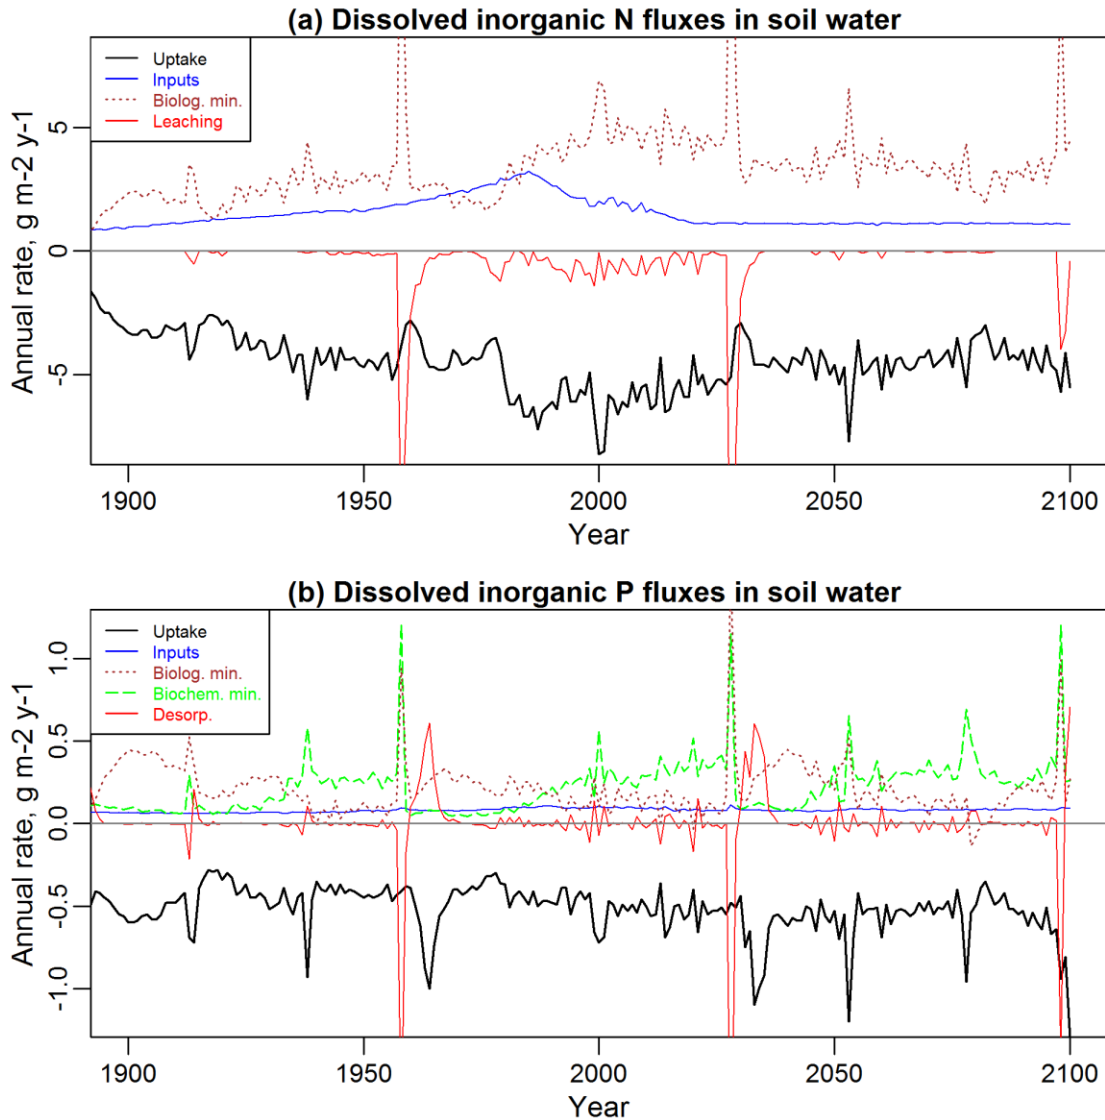 (a) Dissolved inorganic N fluxes in soil water
Uptake
Inputs
Biolog. min.
Leaching
Annual rate, g m-2 y-1
5
0
-5
1900 1950 2000 2050 2100
Year
(b) Dissolved inorganic P fluxes in soil water
Uptake
Inputs
Biolog. min.
Biochem. min.
Desorp.
Annual rate, g m-2 y-1
1.0
0.5
0.0
-0.5
-1.0
1900 1950 2000 2050 2100
Year